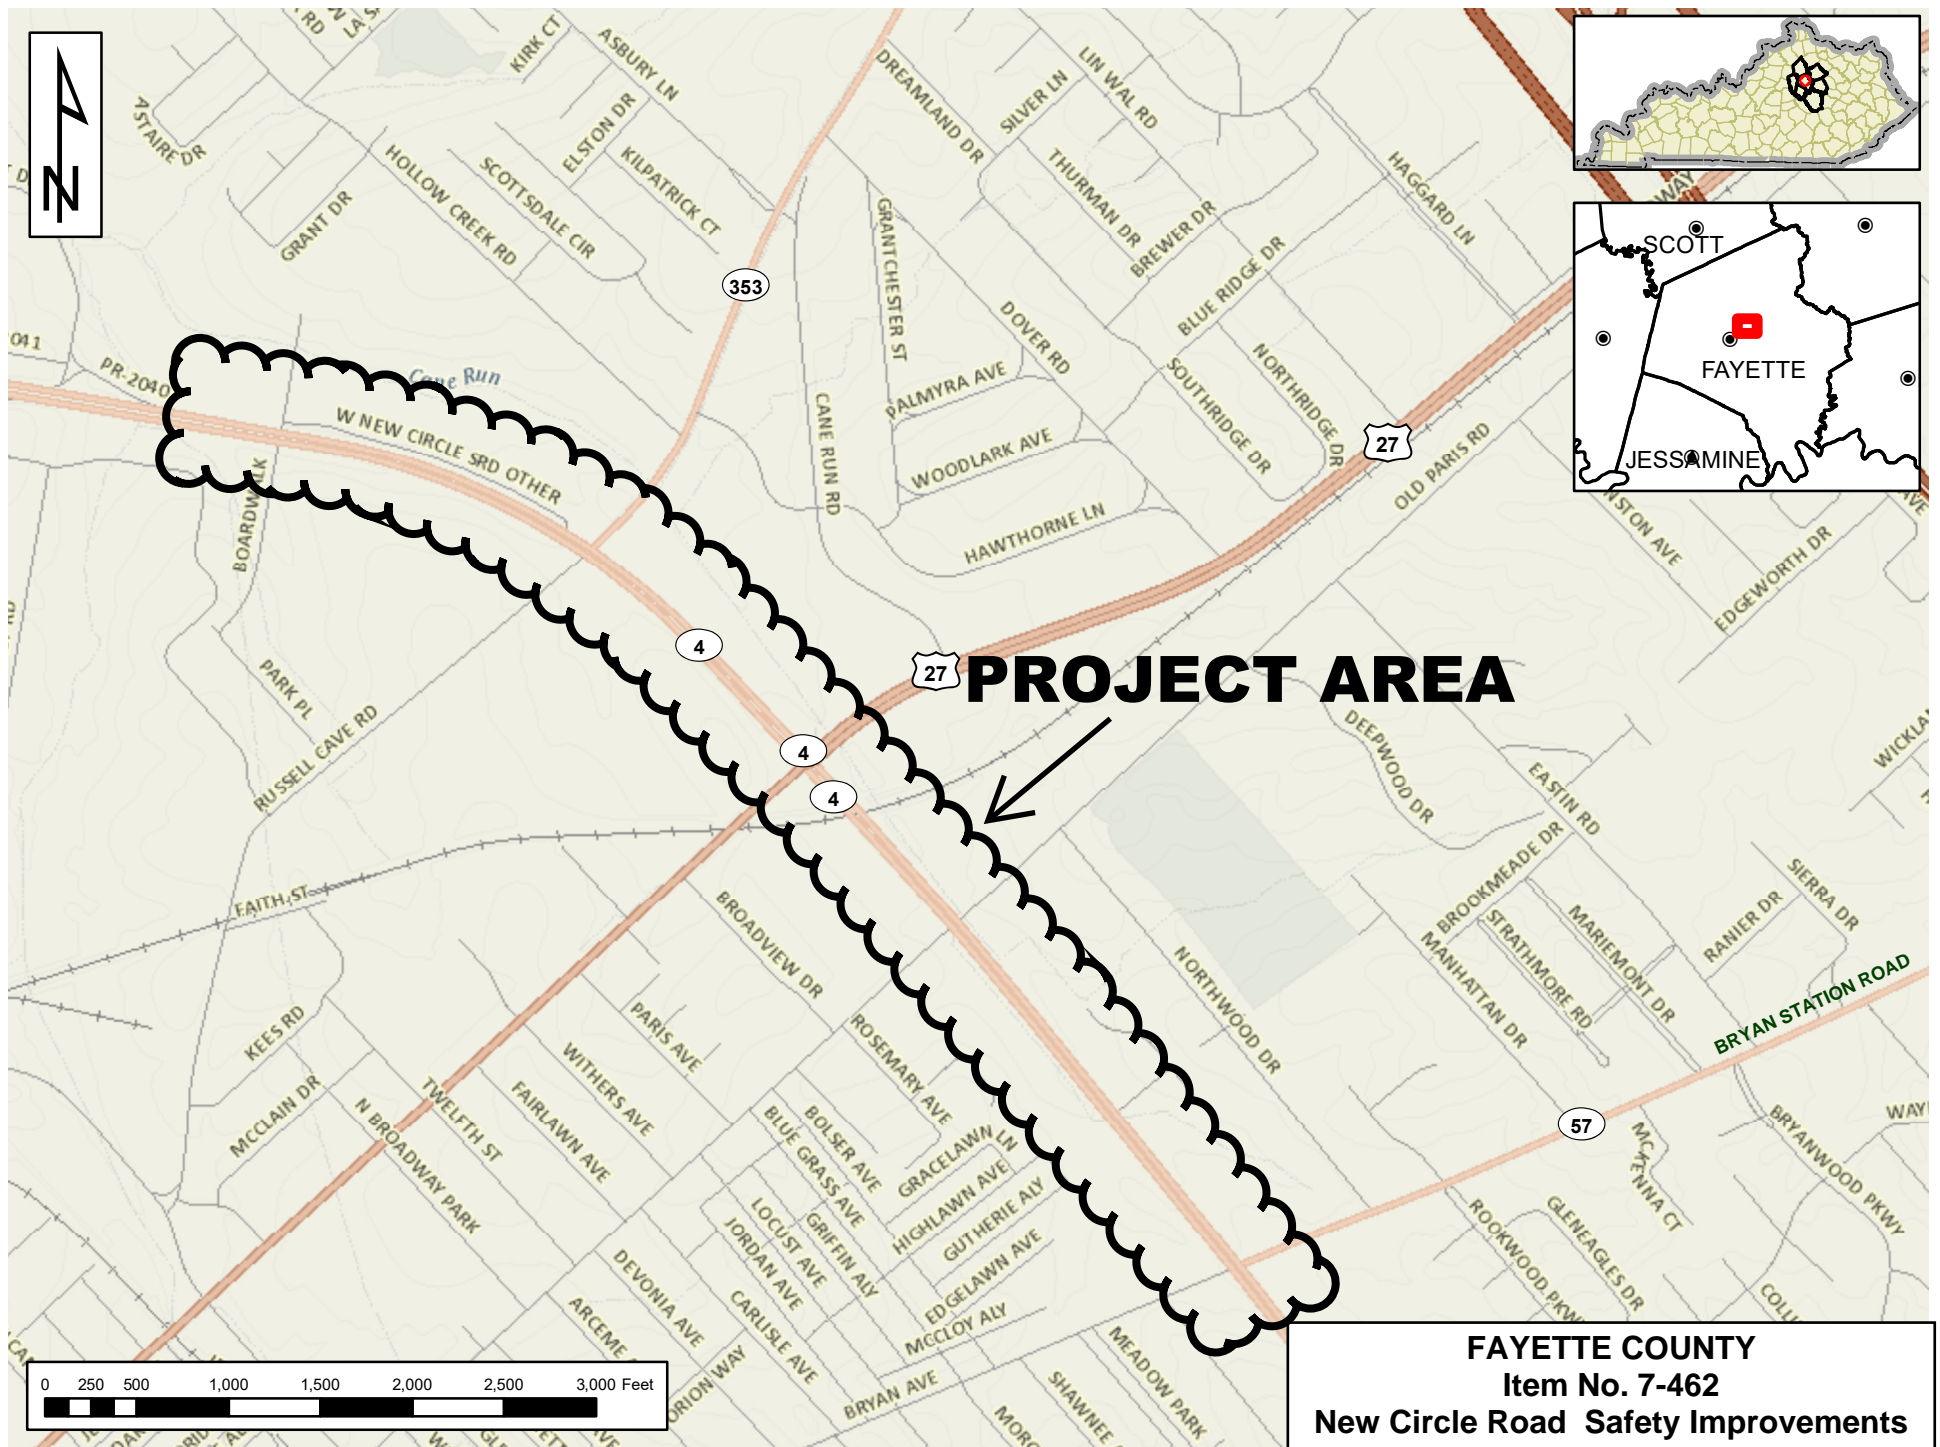 KIRK CT
ASBURY LN
ELSTON DR
KILPATRICK CT
ASTAIRE DR
GRANT DR
HOLLOW CREEK RD
SCOTTSDALE CIR
DREAMLAND DR
SILVER LN
LIN WAL RD
THURMAN DR
BREWER DR
BLUE RIDGE DR
HAGGARD LN
GRANTCHESTER ST
DOVER RD
NORTHRIDGE DR
SOUTHRIDGE DR
PALMYRA AVE
WOODLARK AVE
HAWTHORNE LN
CANE RUN RD
OLD PARIS RD
EDGEWORTH DR
N
353
041
PR-2040
Cane Run
W NEW CIRCLE SRD OTHER
BOARDWALK
PARK PL
RUSSELL CAVE RD
FAITH ST
4
4
4
27
27
PROJECT AREA
DEEPWOOD DR
EASTIN RD
BROOKMEADE DR
STRATHMORE RD
MARIEMONT DR
RANIER DR
SIERRA DR
MANHATTAN DR
NORTHWOOD DR
BRYAN STATION ROAD
57
MCKENNA CT
BRYANWOOD PKWY
ROOKWOOD PKWY
GLENEAGLES DR
BROADVIEW DR
ROSEMARY AVE
PARIS AVE
WITHERS AVE
FAIRLAWN AVE
TWELFTH ST
N BROADWAY PARK
KEES RD
MCCLAIN DR
BOLSER AVE
BLUE GRASS AVE
GRACELAWN LN
HIGHLAWN AVE
GUTHERIE ALY
EDGELAWN AVE
MCCLOY ALY
GRIFFIN ALY
LOCUST AVE
JORDAN AVE
CARLISLE AVE
DEVONIA AVE
BRYAN AVE
MEADOW PARK
SHAWNEE
SCOTT
FAYETTE
JESSAMINE
0 250 500 1,000 1,500 2,000 2,500 3,000 Feet
FAYETTE COUNTY
Item No. 7-462
New Circle Road Safety Improvements